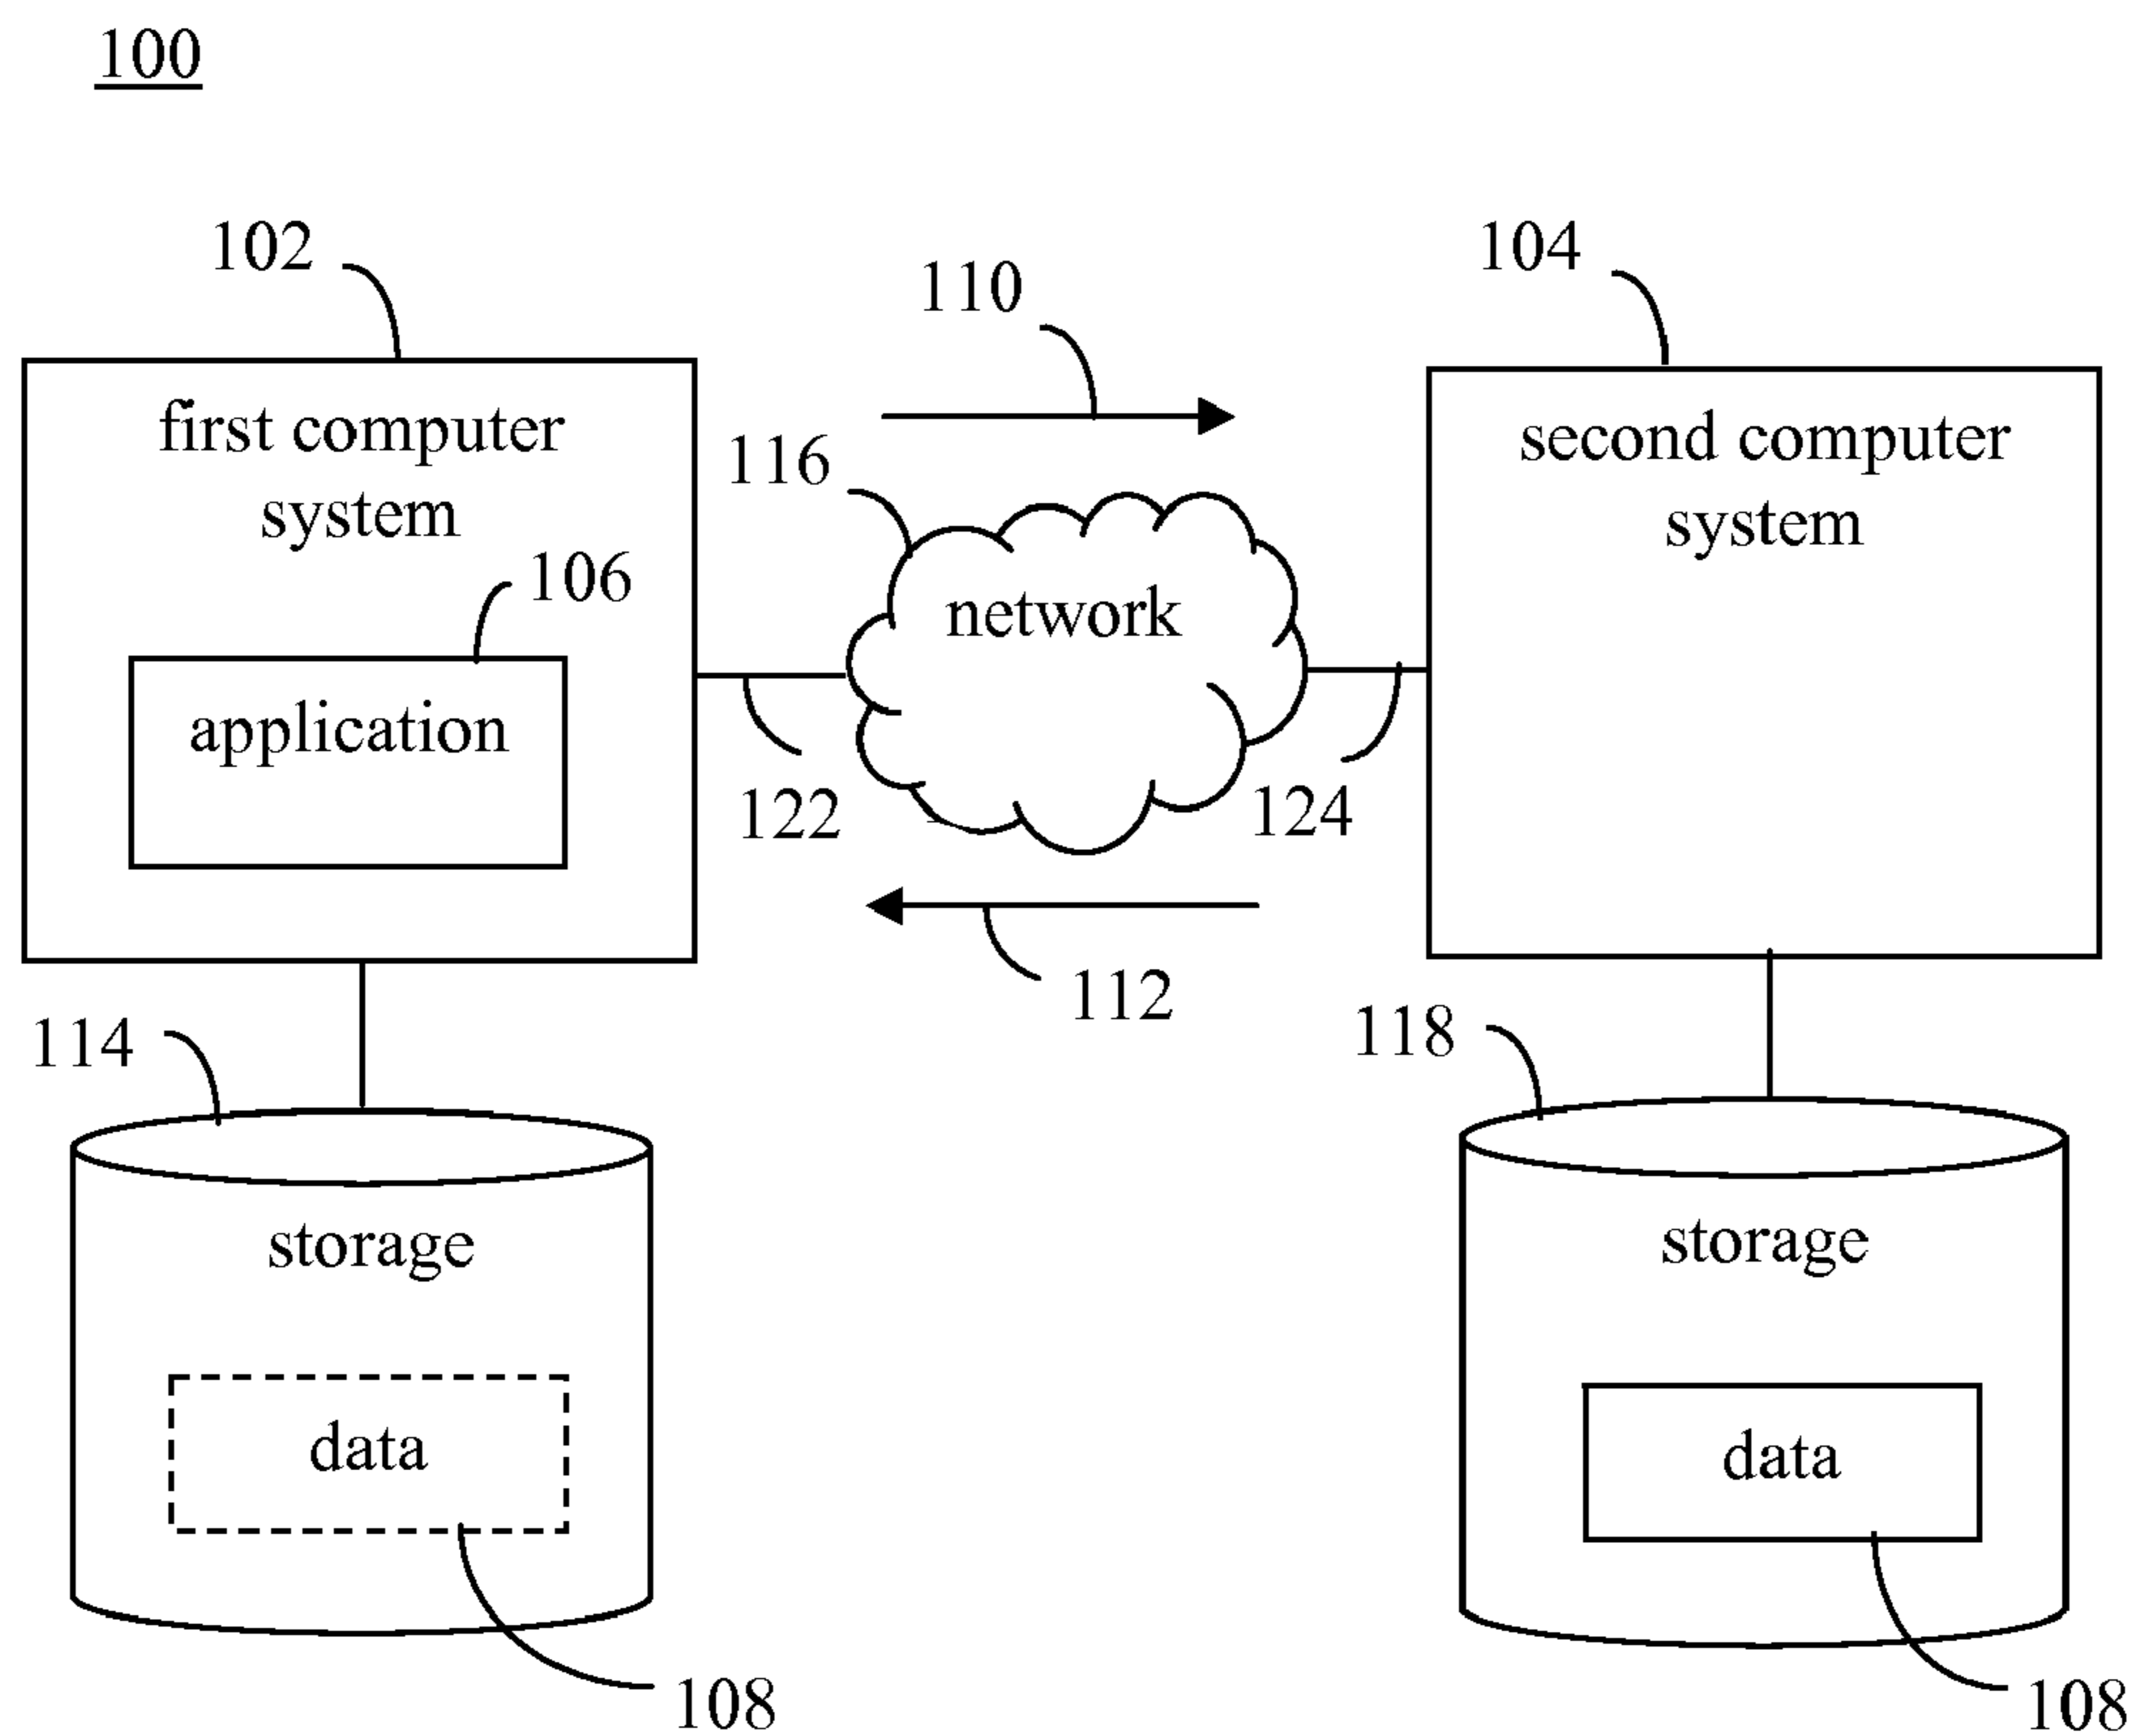 100
102
104
110
first computer
system
second computer
system
116
106
network
application
122
124
112
114
118
storage
storage
data
data
108
108